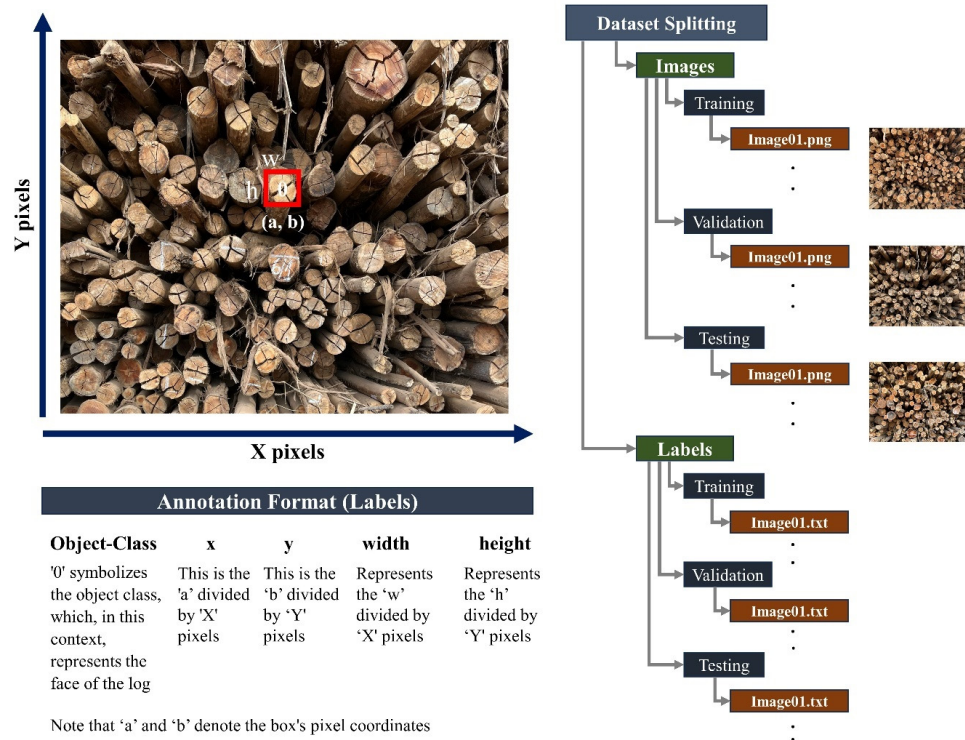 Y pixels
w
h
0
(a, b)
X pixels
Annotation Format (Labels)
Object-Class x y width height
'0' symbolizes
the object class,
which, in this
context,
represents the
face of the log
This is the
'a' divided
by 'X'
pixels
This is the
‘b’ divided
by ‘Y’
pixels
Represents
the ‘w’
divided by
‘X' pixels
Represents
the ‘h’
divided by
‘Y' pixels
Note that ‘a’ and ‘b’ denote the box's pixel coordinates
Dataset Splitting
Images
Training
Image01.png
Validation
Image01.png
Testing
Image01.png
Labels
Training
Image01.txt
Validation
Image01.txt
Testing
Image01.txt